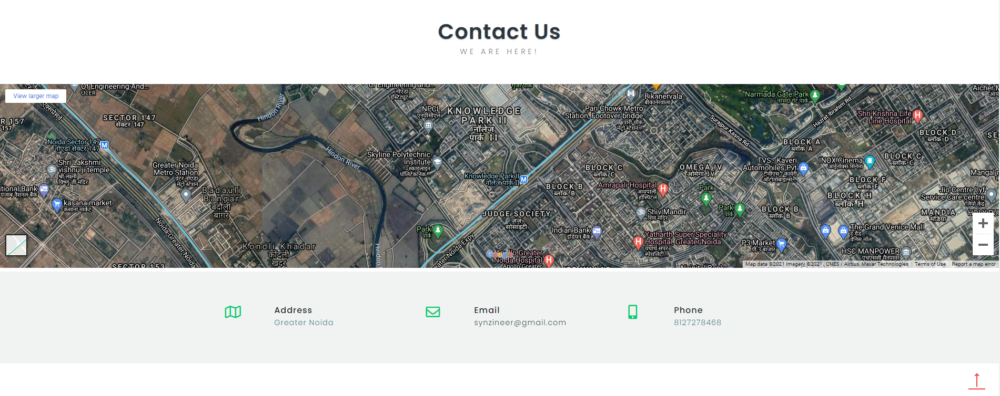 Contact Us
WE ARE HERE!
Of Engineering And...
UCER
View larger map
of Engineering and...
नोएडा
इंस्टिट्यूट...
Bikanervala
बीकानेरवाला
Narmada Gate Park
नरमदा गेट पार्क
Aicher M
Hindon River
SECTOR 147
सेक्टर 147
R 157
157
NPCL
एनपीसीएल
KNOWLEDGE
PARK II
नॉलेज
पार्क II
Pari Chowk Metro
Station, Footover bridge
पारी चौक
मेट्रो स्टेशन...
Surajpur Kasna Rd
Hazrat Ibrahim Rd
Shri Krishna Life
Line Hospital
BLOCK D
ब्लॉक D
Noida Sector 147
नोएडा सेक्टर 147
Hindon River
BLOCK A
ब्लॉक A
Skyline Polytechnic
Institute
स्काइलाइन
पॉलिटेक्निक...
Shri Lakshmi
vishnu ji temple
श्री लक्ष्मी
विष्णु जी मंदिर
Greater Noida
Metro Station
ग्रेटर नोएडा
मेट्रो स्टेशन
Knowledge Park II
नॉलेज पार्क II
BLOCK C
ब्लॉक C
OMEGA IV
ओमेगा IV
TVS - Kaveri
Automobiles Pvt
टीवीएस - कावेरी
ऑटोमोबाइल्स...
INOX Cinema
आईनॉक्स सिनेमा
BLOCK C
ब्लॉक C
Mangal
BLOCK B
ब्लॉक B
Amrapali Hospital
आम्रपाली
हॉस्पिटल
Park
पार्क
BLOCK F
ब्लॉक F
Jio Centre Lyf
Service Care centre
जियो केंद्र
tional Bank
पंजाब नैशनल बैंक
kasana market
कसाना मार्केट
Badauli
Bangar
बदौली
बांगर
BLOCK H
ब्लॉक H
Park
पार्क
BLOCK B
ब्लॉक B
Shiv Mandir
शिव मंदिर
MANDIA
मंडिया
JUDGE SOCIETY
जज
सोसाइटी
Noida-Greater Noida
Park
पार्क
Indian Bank
इंडियन बैंक
Yatharth Super Speciality
Hospital, Greater Noida
यथार्थ सुपर
स्पेशलिटी...
The Grand Venice Mall
द ग्रैंड
वेनिस मॉल
P3 Market
पी 3 बाजार
Kondli Khadar
कोंदली
खदर
Hindon
eater Noida Expy
Google
Apollo Greater
Noida Hospital
Apollo Greater
HSC MANPOWER
एचएससी मैनपावर
SECTOR 153
Nainital Bank
Map data ©2021 Imagery ©2021, CNES / Airbus, Maxar Technologies
Terms of Use
Report a map error
Address
Greater Noida
Email
synzineer@gmail.com
Phone
8127278468